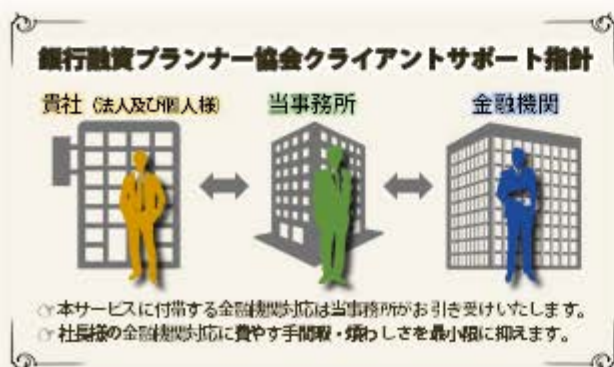 銀行融資プランナー協会クライアントサポート指針
貴社（法人及び個人様） 当事務所 金融機関
☞本サービスに付帯する金融機関対応は当事務所がお引き受けいたします。
☞社長様の金融機関対応に費やす手間暇・煩わしさを最小限に抑えます。